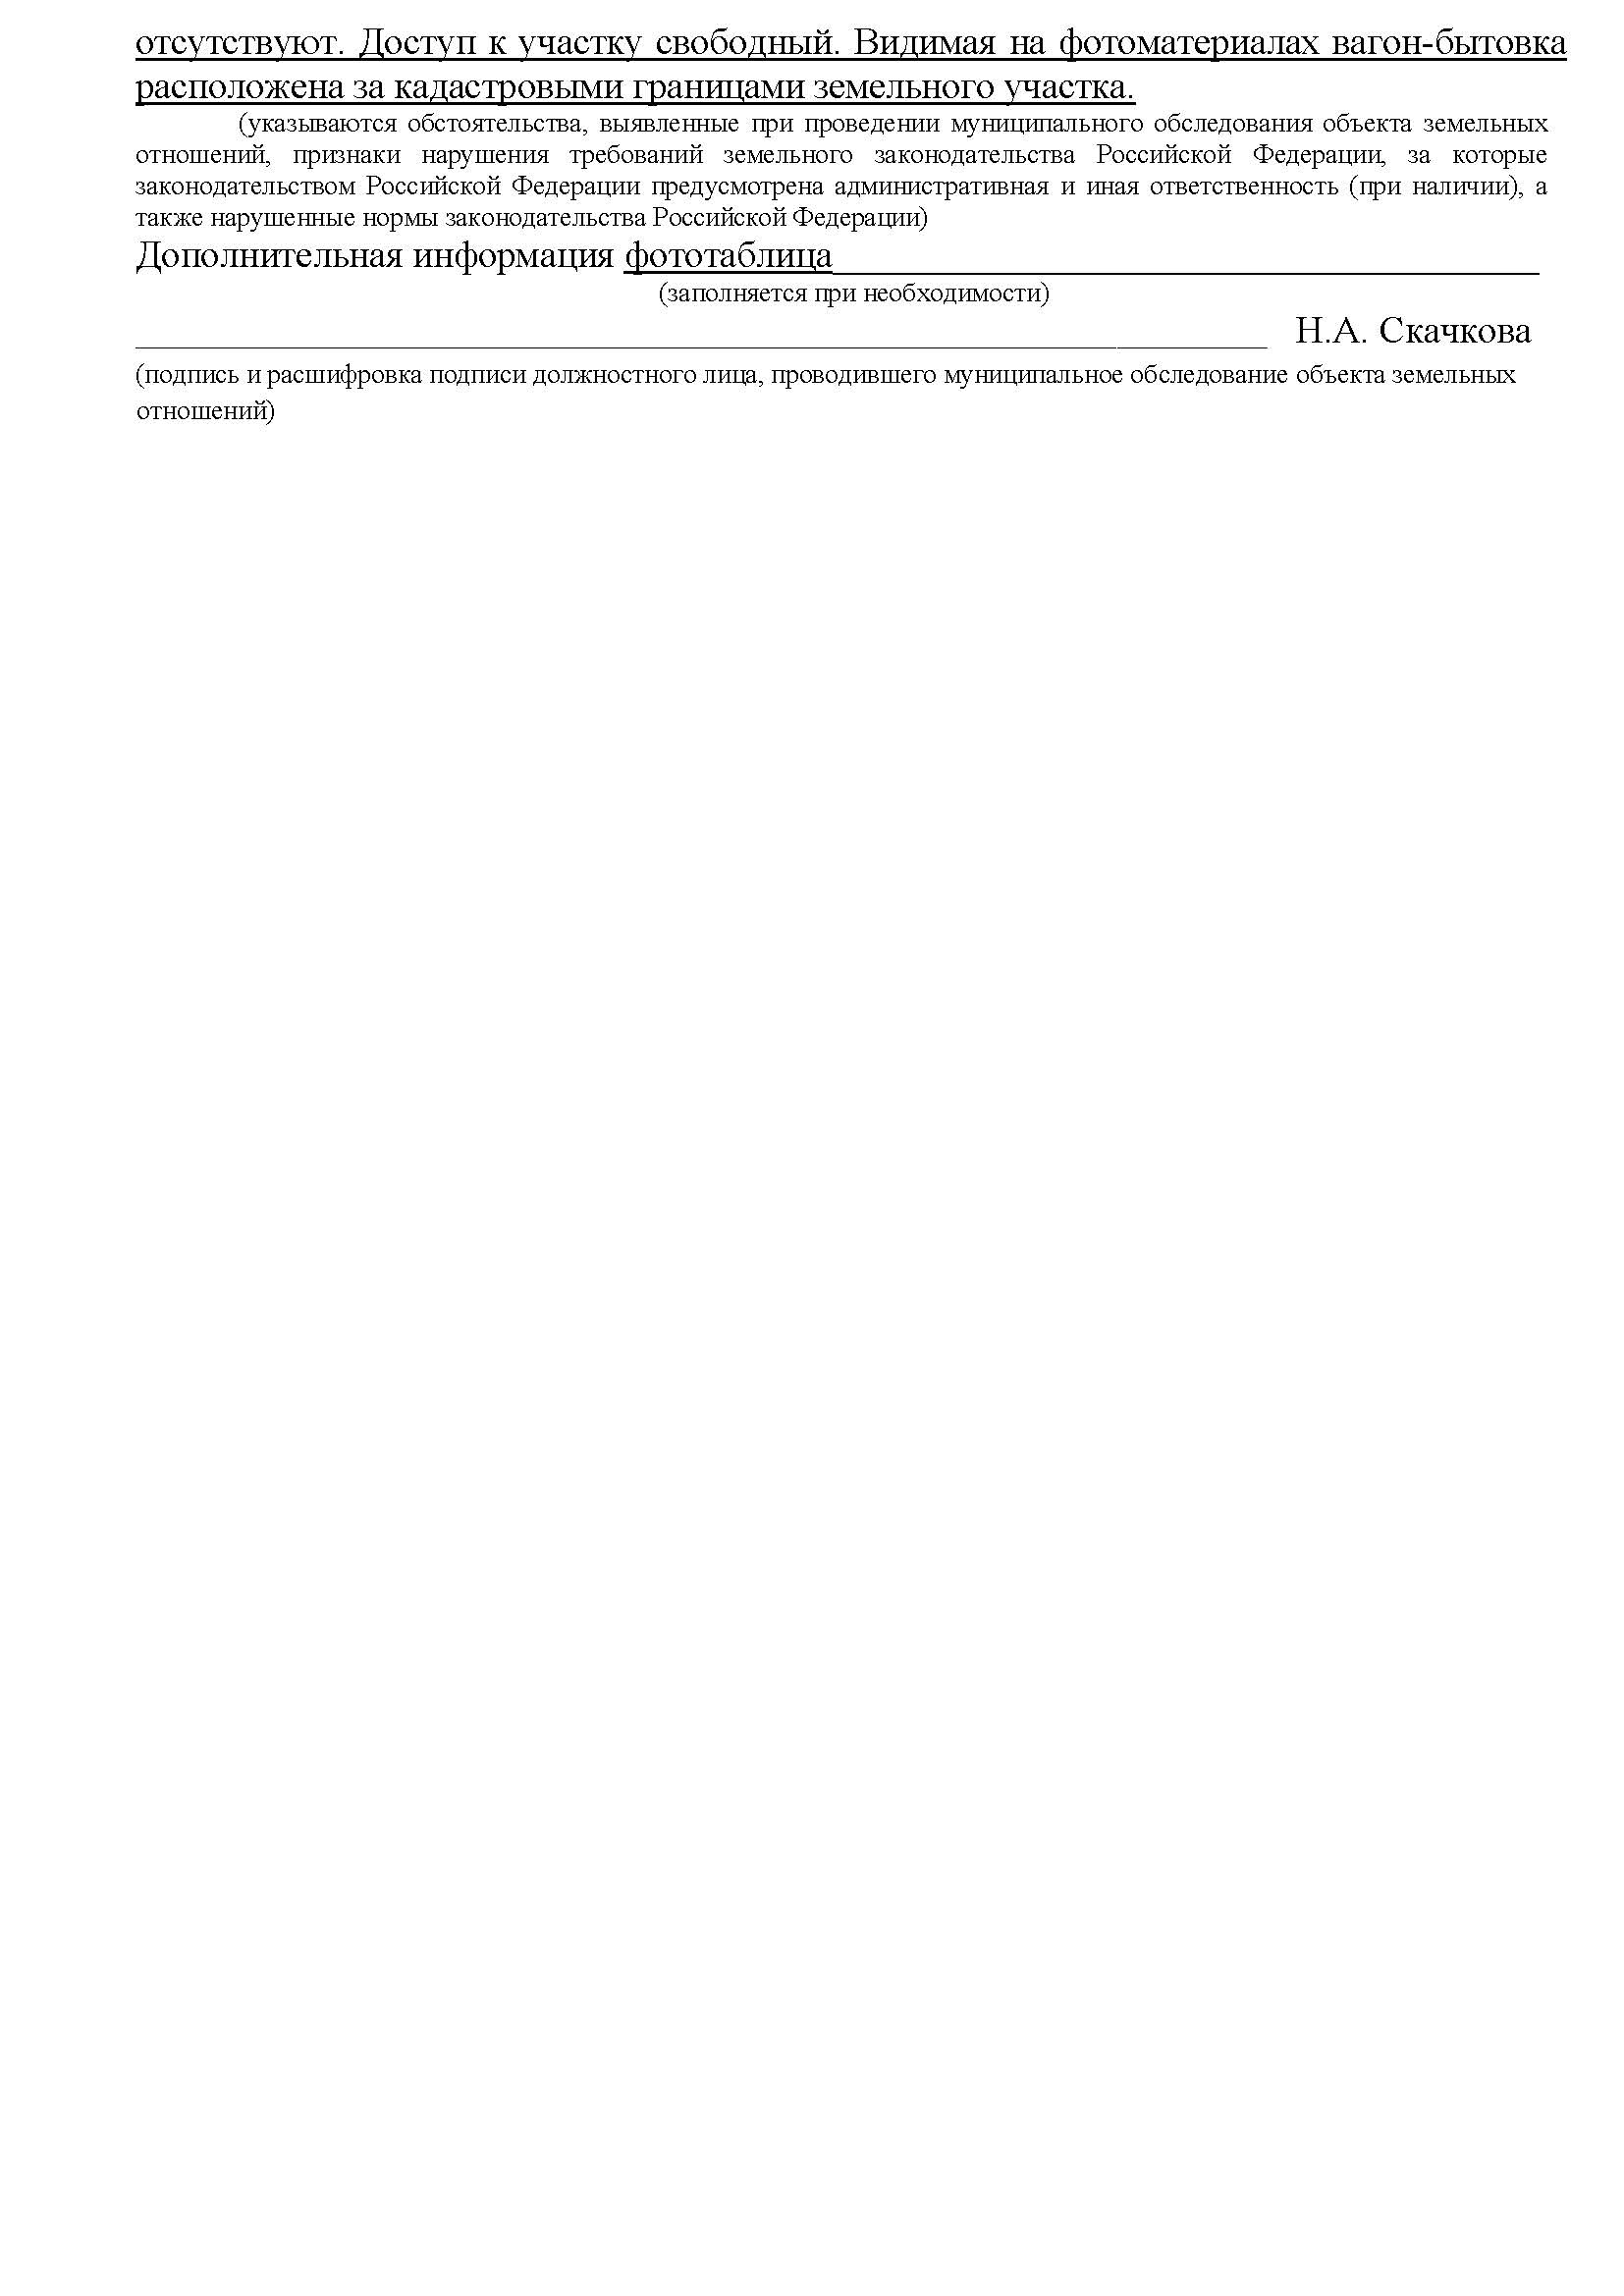 отсутствуют. Доступ к участку свободный. Видимая на фотоматериалах вагон-бытовка
расположена за кадастровыми границами земельного участка.
(указываются обстоятельства, выявленные при проведении муниципального обследования объекта земельных
отношений, признаки нарушения требований земельного законодательства Российской Федерации, за которые
законодательством Российской Федерации предусмотрена административная и иная ответственность (при наличии), а
также нарушенные нормы законодательства Российской Федерации)
Дополнительная информация фототаблица
(заполняется при необходимости)
Н.А. Скачкова
(подпись и расшифровка подписи должностного лица, проводившего муниципальное обследование объекта земельных
отношений)